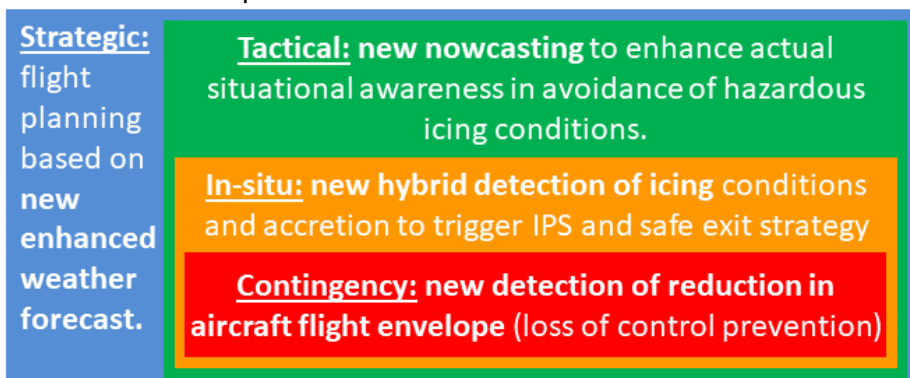 Strategic:
flight
planning
based on
new
enhanced
weather
forecast.
Tactical: new nowcasting to enhance actual
situational awareness in avoidance of hazardous
icing conditions.
In-situ: new hybrid detection of icing conditions
and accretion to trigger IPS and safe exit strategy
Contingency: new detection of reduction in
aircraft flight envelope (loss of control prevention)